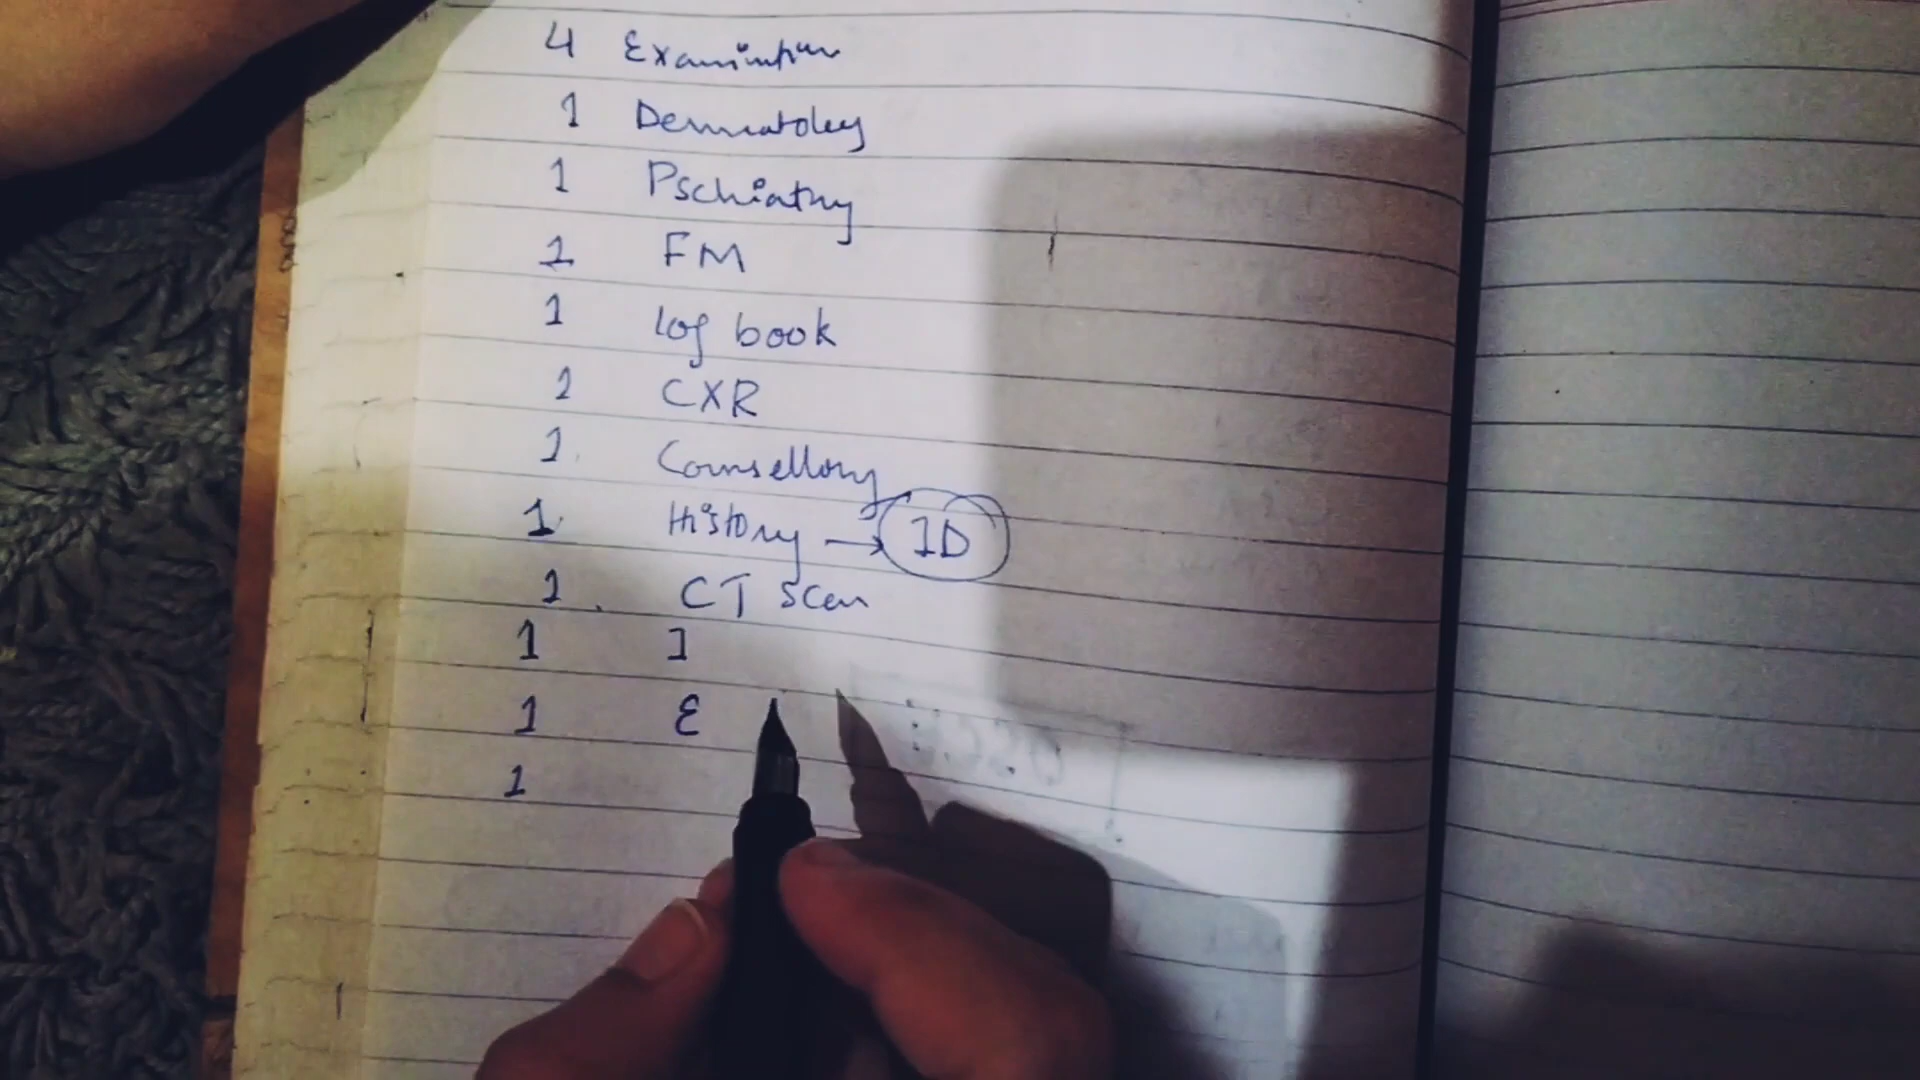 4 Examination
1 Dermatology
1 Pschiatry
1 FM
1 log book
1 CXR
1. Counselling
1. History → ID
1. CT scan
1 I
1 E
1